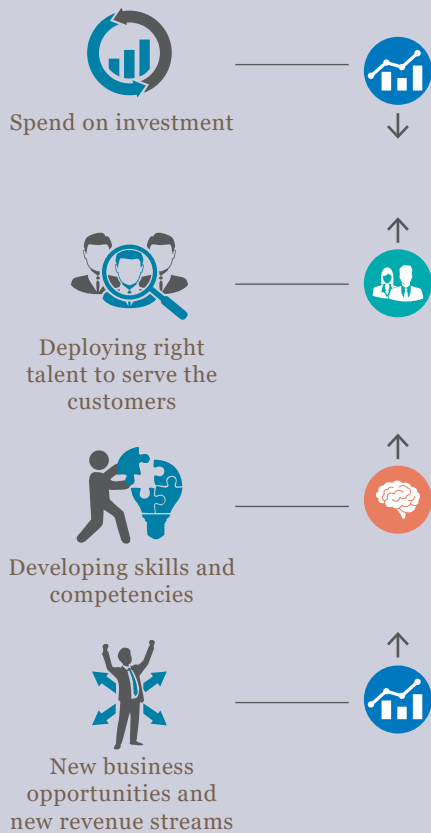 Spend on investment
Deploying right
talent to serve the
customers
Developing skills and
competencies
New business
opportunities and
new revenue streams